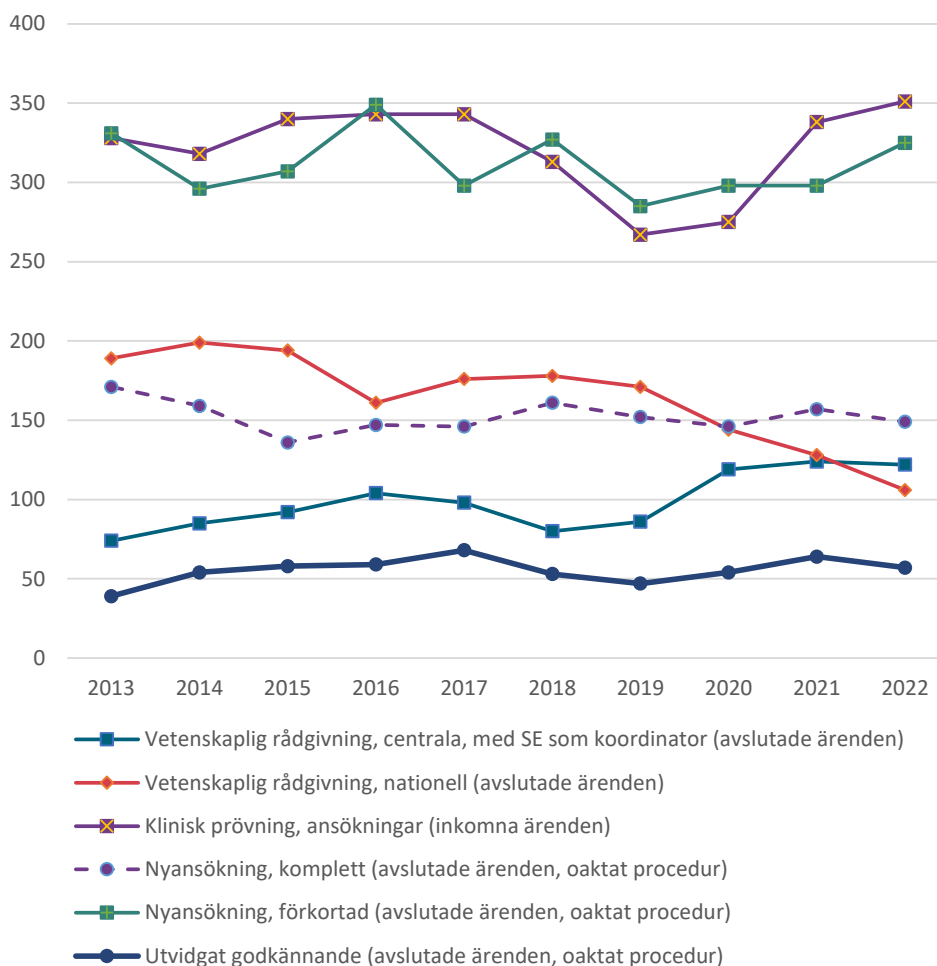 400
350
300
250
200
150
100
50
0
2013 2014 2015 2016 2017 2018 2019 2020 2021 2022
Vetenskaplig rådgivning, centrala, med SE som koordinator (avslutade ärenden)
Vetenskaplig rådgivning, nationell (avslutade ärenden)
Klinisk prövning, ansökningar (inkomna ärenden)
Nyansökning, komplett (avslutade ärenden, oaktat procedur)
Nyansökning, förkortad (avslutade ärenden, oaktat procedur)
Utvidgat godkännande (avslutade ärenden, oaktat procedur)